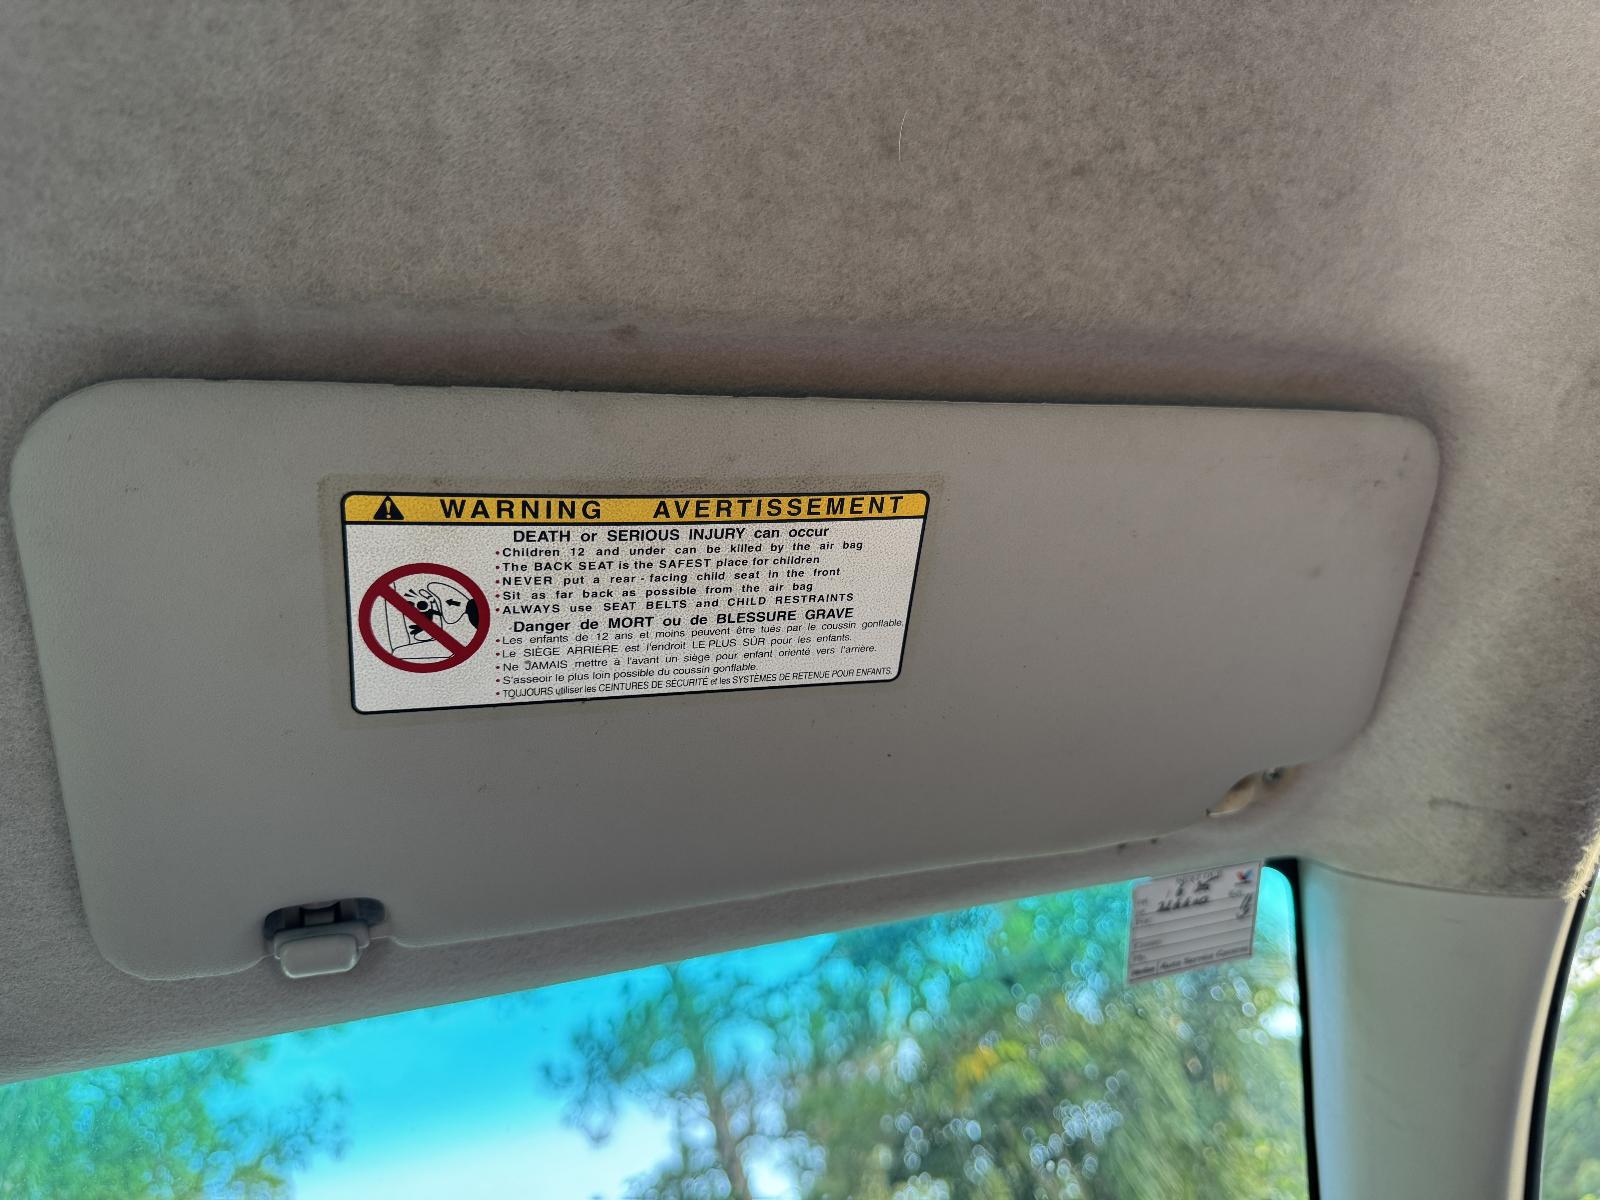 WARNING AVERTISSEMENT
DEATH or SERIOUS INJURY can occur
•Children 12 and under can be killed by the air bag
•The BACK SEAT is the SAFEST place for children
•NEVER put a rear-facing child seat in the front
•Sit as far back as possible from the air bag
•ALWAYS use SEAT BELTS and CHILD RESTRAINTS
Danger de MORT ou de BLESSURE GRAVE
•Les enfants de 12 ans et moins peuvent être tués par le coussin gonflable.
•Le SIÈGE ARRIÈRE est l'endroit LE PLUS SÛR pour les enfants.
•Ne JAMAIS mettre à l'avant un siège pour enfant orienté vers l'arrière.
•S'asseoir le plus loin possible du coussin gonflable.
•TOUJOURS utiliser les CEINTURES DE SÉCURITÉ et les SYSTÈMES DE RETENUE POUR ENFANTS.
Auto Service